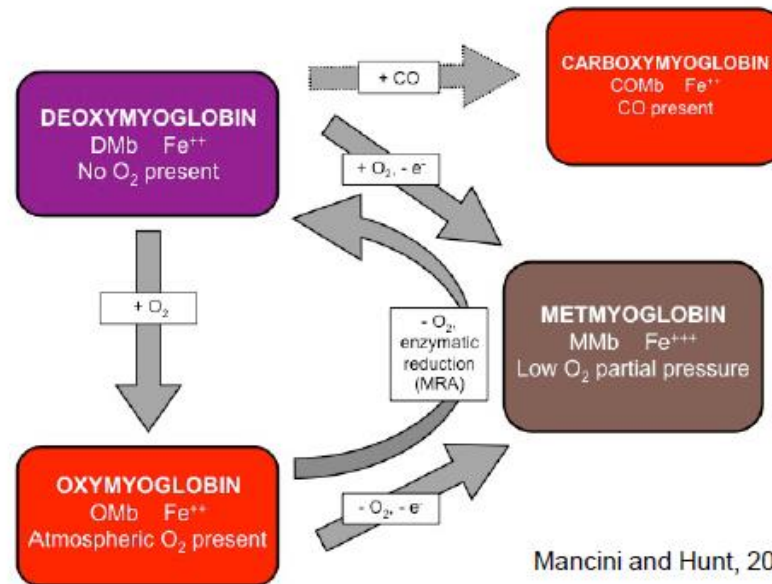 DEOXYMYOGLOBIN
DMb Fe⁺⁺
No O₂ present
+ CO
CARBOXYMYOGLOBIN
COMb Fe⁺⁺
CO present
+ O₂, - e⁻
+ O₂
- O₂,
enzymatic
reduction
(MRA)
METMYOGLOBIN
MMb Fe⁺⁺⁺
Low O₂ partial pressure
OXYMYOGLOBIN
OMb Fe⁺⁺
Atmospheric O₂ present
- O₂, - e⁻
Mancini and Hunt, 20